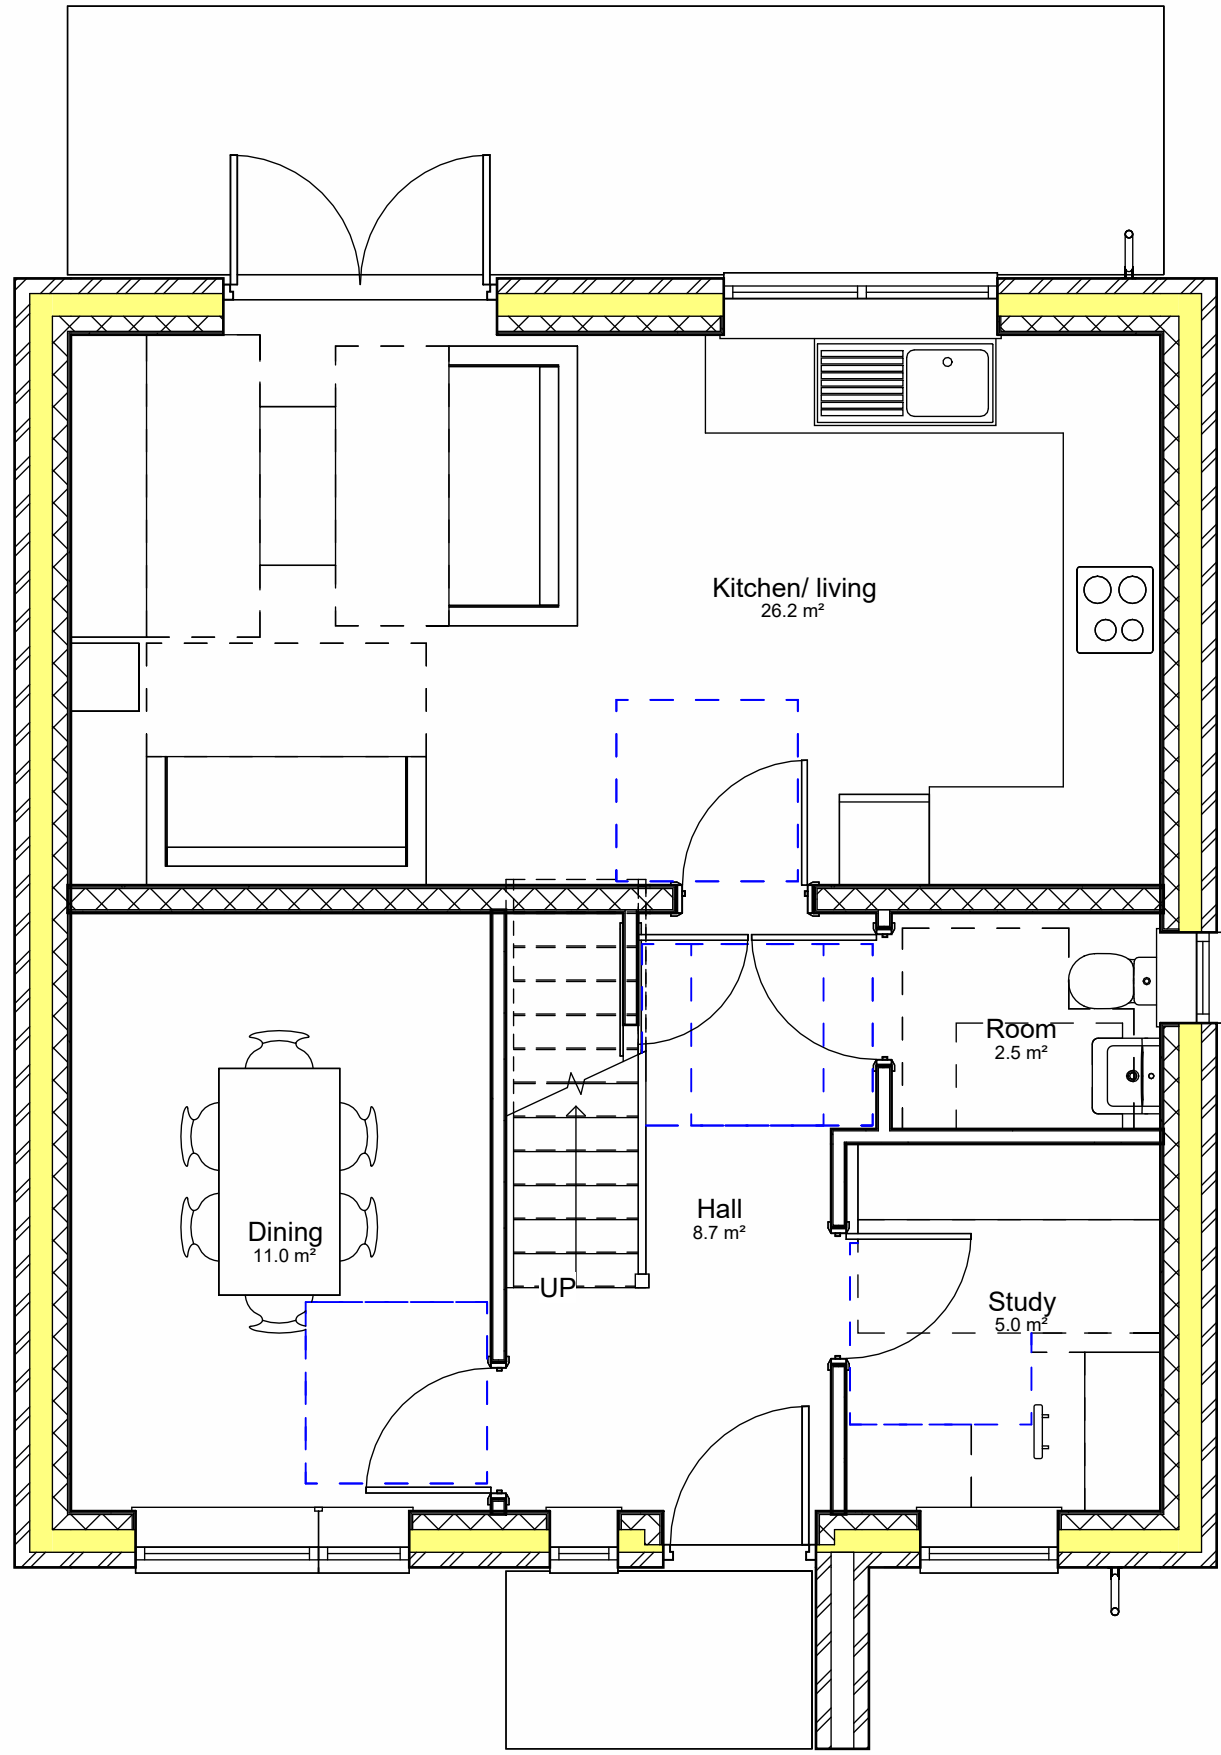 Kitchen/ living
26.2 m²
Room
2.5 m²
Hall
8.7 m²
Dining
11.0 m²
UP
Study
5.0 m²